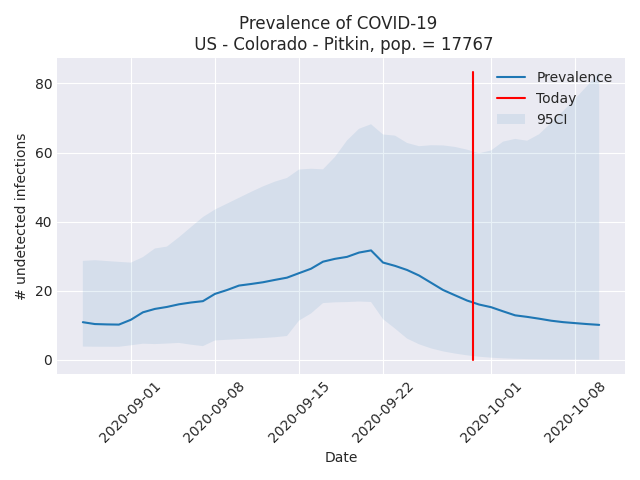 Prevalence of COVID-19
US - Colorado - Pitkin, pop. = 17767
Prevalence
Today
95CI
# undetected infections
80
60
40
20
0
2020-09-01
2020-09-08
2020-09-15
2020-09-22
2020-10-01
2020-10-08
Date